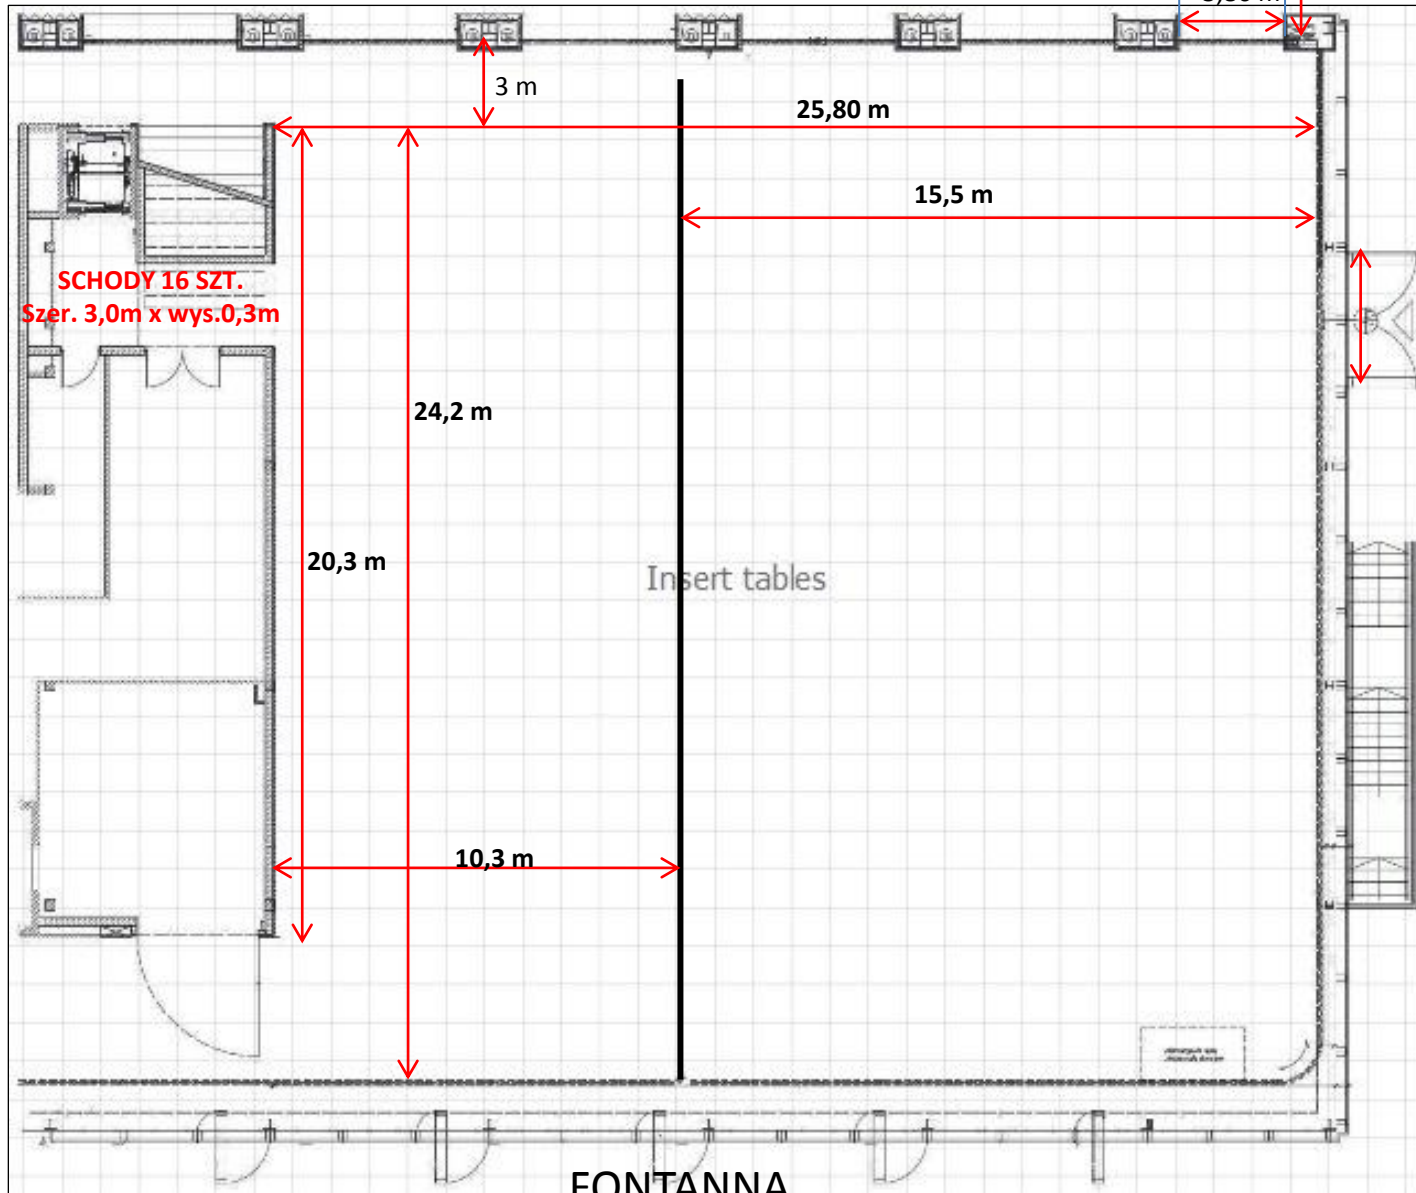 3 m
25,80 m
15,5 m
SCHODY 16 SZT.
Szer. 3,0m x wys.0,3m
24,2 m
20,3 m
Insert tables
10,3 m
FONTANNA